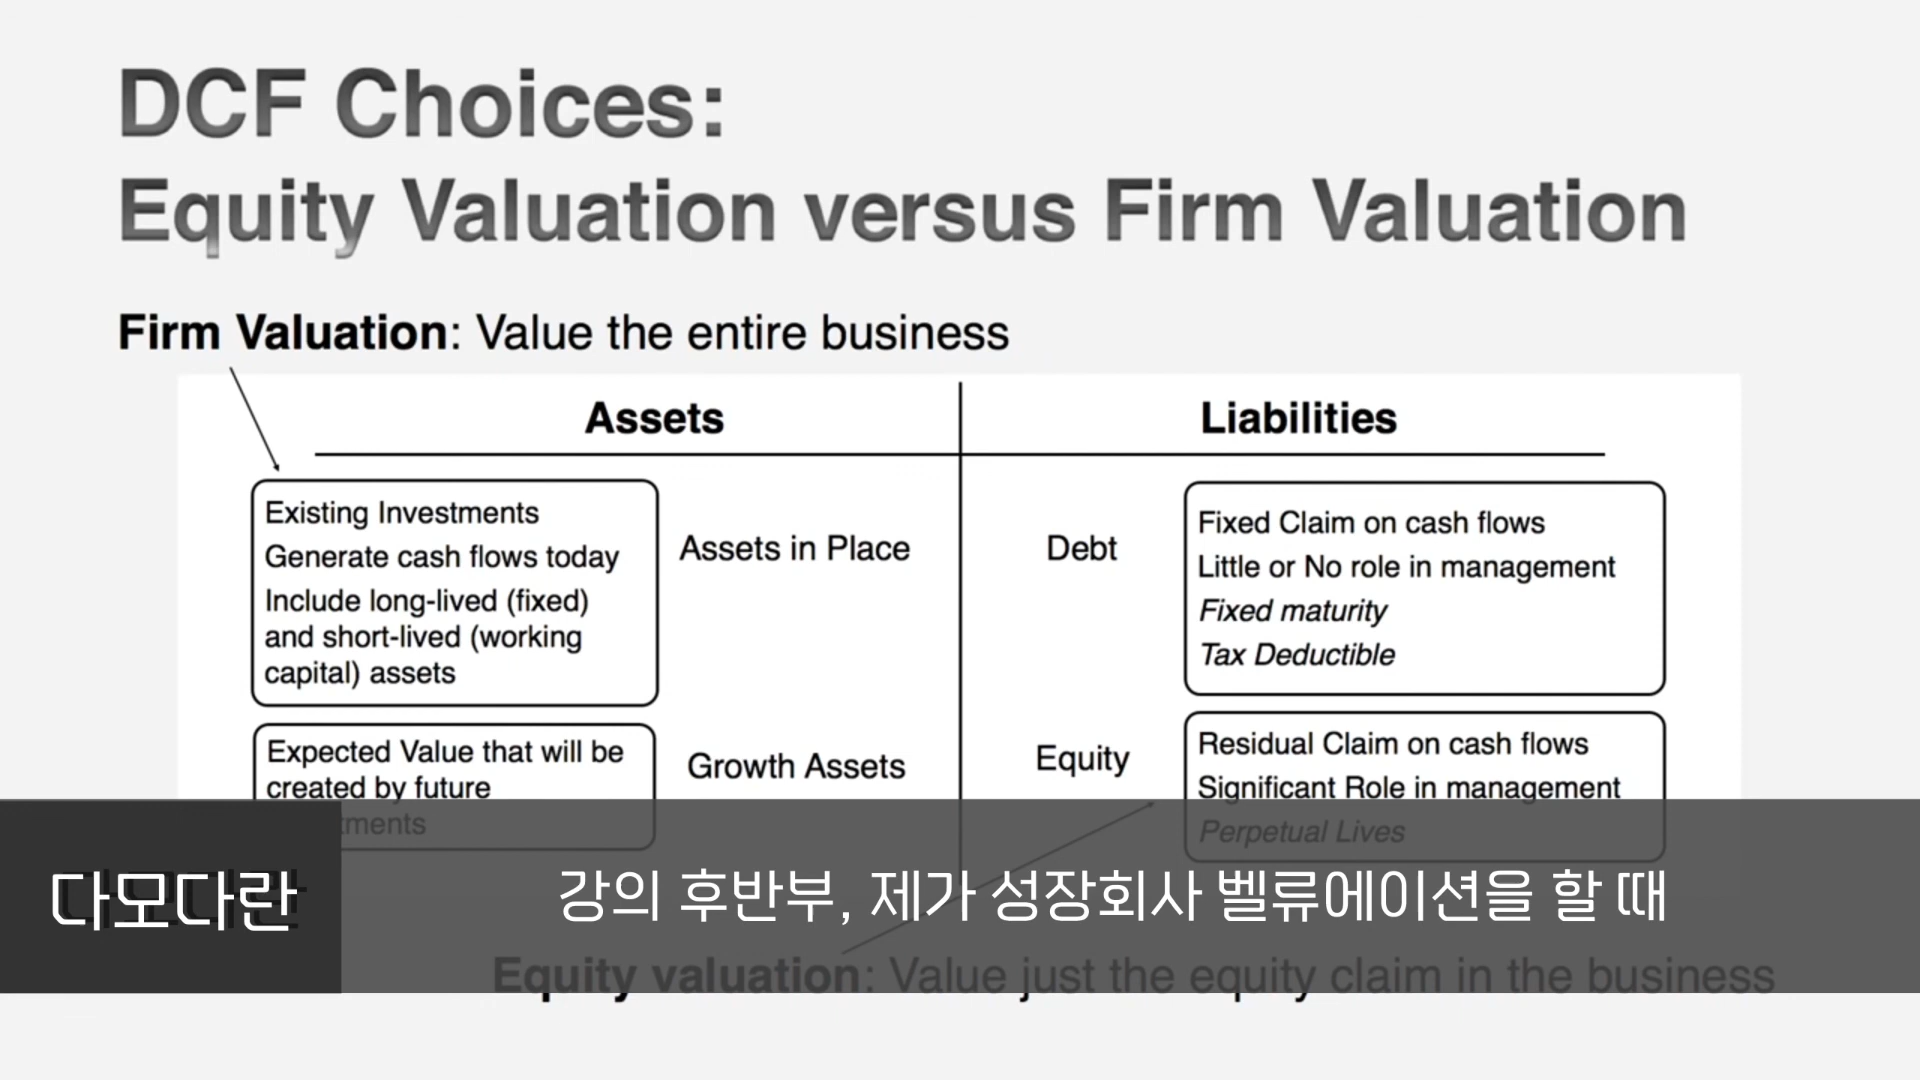 DCF Choices:
Equity Valuation versus Firm Valuation
Firm Valuation: Value the entire business
Assets
Liabilities
Existing Investments
Generate cash flows today
Include long-lived (fixed)
and short-lived (working
capital) assets
Assets in Place
Debt
Fixed Claim on cash flows
Little or No role in management
Fixed maturity
Tax Deductible
Expected Value that will be
created by future
tments
Growth Assets
Equity
Residual Claim on cash flows
Significant Role in management
Perpetual Lives
다모다란
강의 후반부, 제가 성장회사 벨류에이션을 할 때
Equity valuation: Value just the equity claim in the business